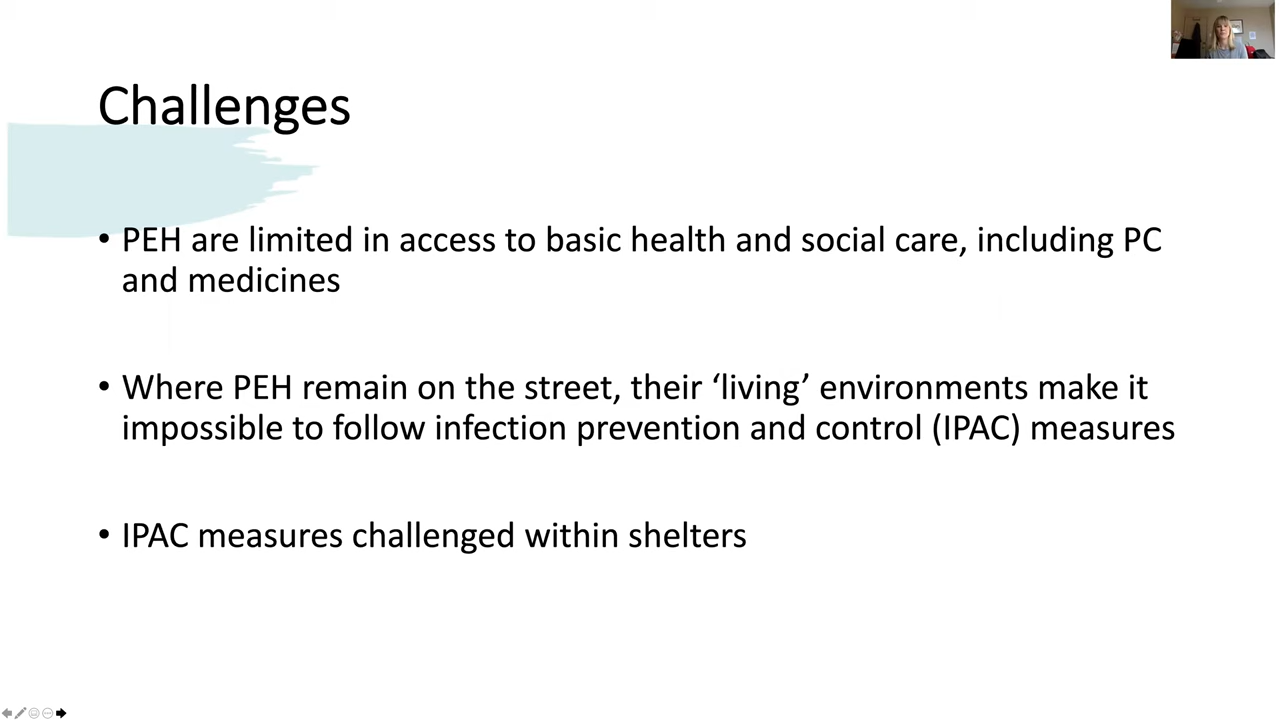 Challenges
• PEH are limited in access to basic health and social care, including PC
and medicines
• Where PEH remain on the street, their ‘living’ environments make it
impossible to follow infection prevention and control (IPAC) measures
• IPAC measures challenged within shelters